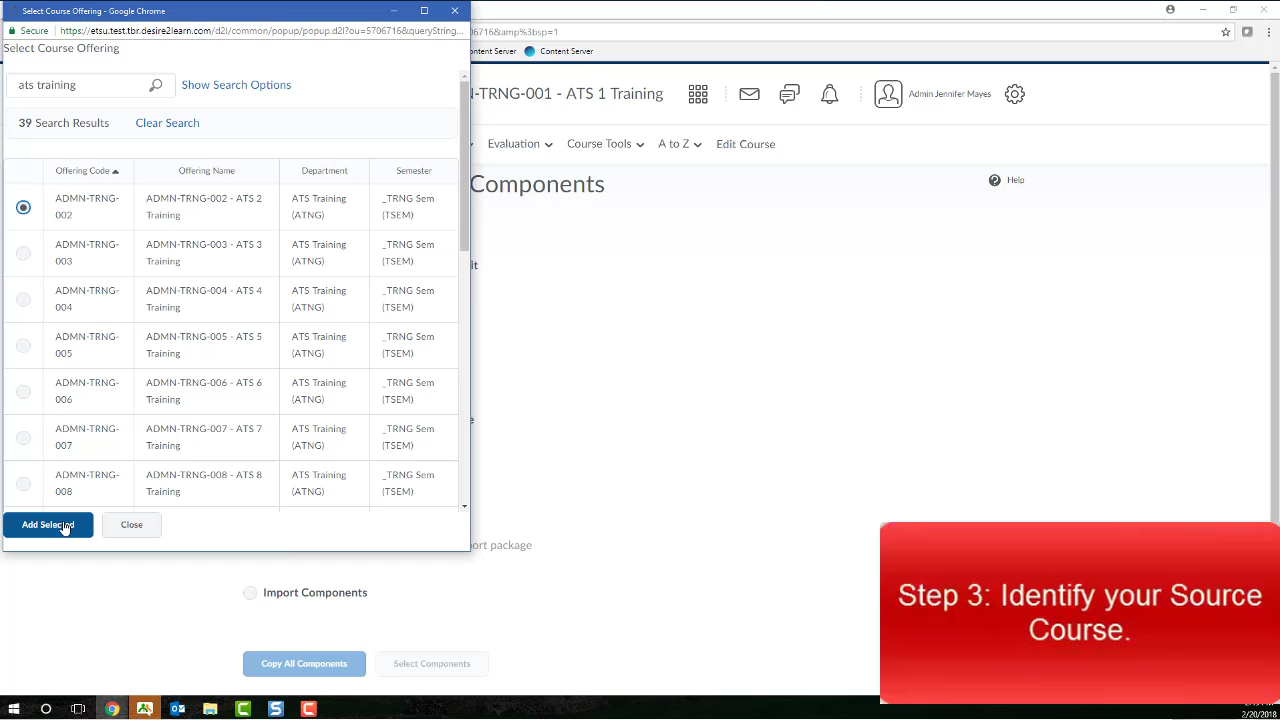 Select Course Offering - Google Chrome
Secure https://etsu.test.tbr.desire2learn.com/d2l/common/popup/popup.d2l?ou=5706716&queryString...
06716&amp%3bsp=1
ntent Server Content Server
Select Course Offering
ats training Show Search Options
39 Search Results Clear Search
-TRNG-001 - ATS 1 Training
Admin Jennifer Mayes
Evaluation Course Tools A to Z Edit Course
Components
Help
Offering Code Offering Name Department Semester
ADMN-TRNG-
002
ADMN-TRNG-002 - ATS 2
Training
ATS Training
(ATNG)
_TRNG Sem
(TSEM)
ADMN-TRNG-
003
ADMN-TRNG-003 - ATS 3
Training
ATS Training
(ATNG)
_TRNG Sem
(TSEM)
ADMN-TRNG-
004
ADMN-TRNG-004 - ATS 4
Training
ATS Training
(ATNG)
_TRNG Sem
(TSEM)
ADMN-TRNG-
005
ADMN-TRNG-005 - ATS 5
Training
ATS Training
(ATNG)
_TRNG Sem
(TSEM)
ADMN-TRNG-
006
ADMN-TRNG-006 - ATS 6
Training
ATS Training
(ATNG)
_TRNG Sem
(TSEM)
ADMN-TRNG-
007
ADMN-TRNG-007 - ATS 7
Training
ATS Training
(ATNG)
_TRNG Sem
(TSEM)
ADMN-TRNG-
008
ADMN-TRNG-008 - ATS 8
Training
ATS Training
(ATNG)
_TRNG Sem
(TSEM)
Add Selected Close
it
e
port package
Import Components
Copy All Components Select Components
Step 3: Identify your Source
Course.
2/20/2018